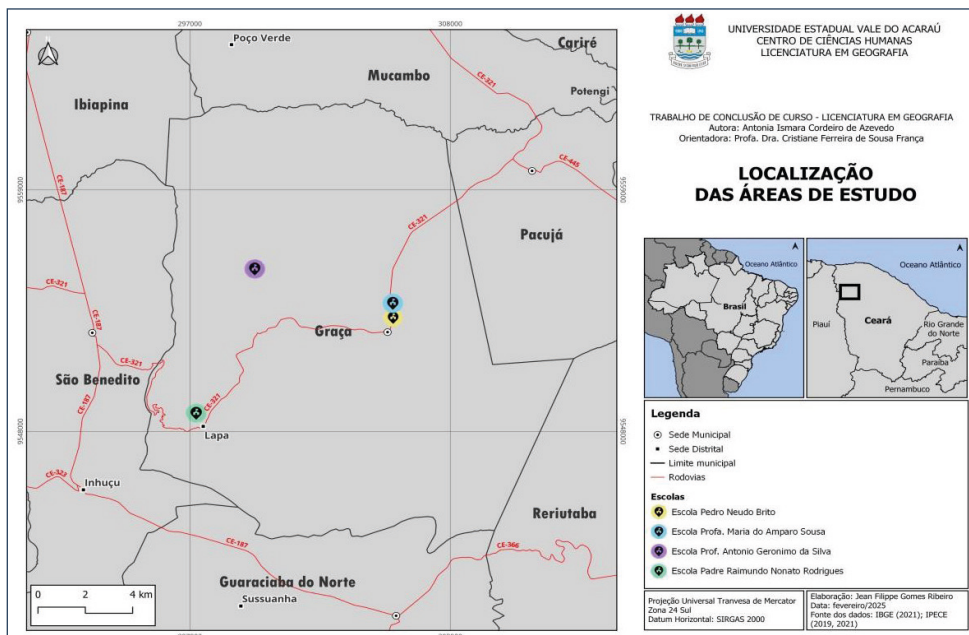 297000
308000
N
Poço Verde
Cariré
CE-321
Mucambo
Ibiapina
Potengi
CE-187
9559000
CE-445
9559000
CE-321
Pacujá
CE-321
CE-187
Graça
CE-321
São Benedito
CE-187
CE-321
9548000
Lapa
9548000
CE-323
Inhuçu
Reriutaba
CE-187
CE-366
Guaraciaba do Norte
Sussuanha
0 2 4 km
297000
308000
UNIVERSIDADE ESTADUAL VALE DO ACARAÚ
CENTRO DE CIÊNCIAS HUMANAS
LICENCIATURA EM GEOGRAFIA
TRABALHO DE CONCLUSÃO DE CURSO - LICENCIATURA EM GEOGRAFIA
Autora: Antonia Ismara Cordeiro de Azevedo
Orientadora: Profa. Dra. Cristiane Ferreira de Sousa França
LOCALIZAÇÃO
DAS ÁREAS DE ESTUDO
Oceano Atlântico
Brasil
Oceano Atlântico
Piauí
Ceará
Rio Grande
do Norte
Paraíba
Pernambuco
Legenda
Sede Municipal
Sede Distrital
Limite municipal
Rodovias
Escolas
Escola Pedro Neudo Brito
Escola Profa. Maria do Amparo Sousa
Escola Prof. Antonio Geronimo da Silva
Escola Padre Raimundo Nonato Rodrigues
Projeção Universal Tranvesa de Mercator
Zona 24 Sul
Datum Horizontal: SIRGAS 2000
Elaboração: Jean Filippe Gomes Ribeiro
Data: fevereiro/2025
Fonte dos dados: IBGE (2021); IPECE
(2019, 2021)